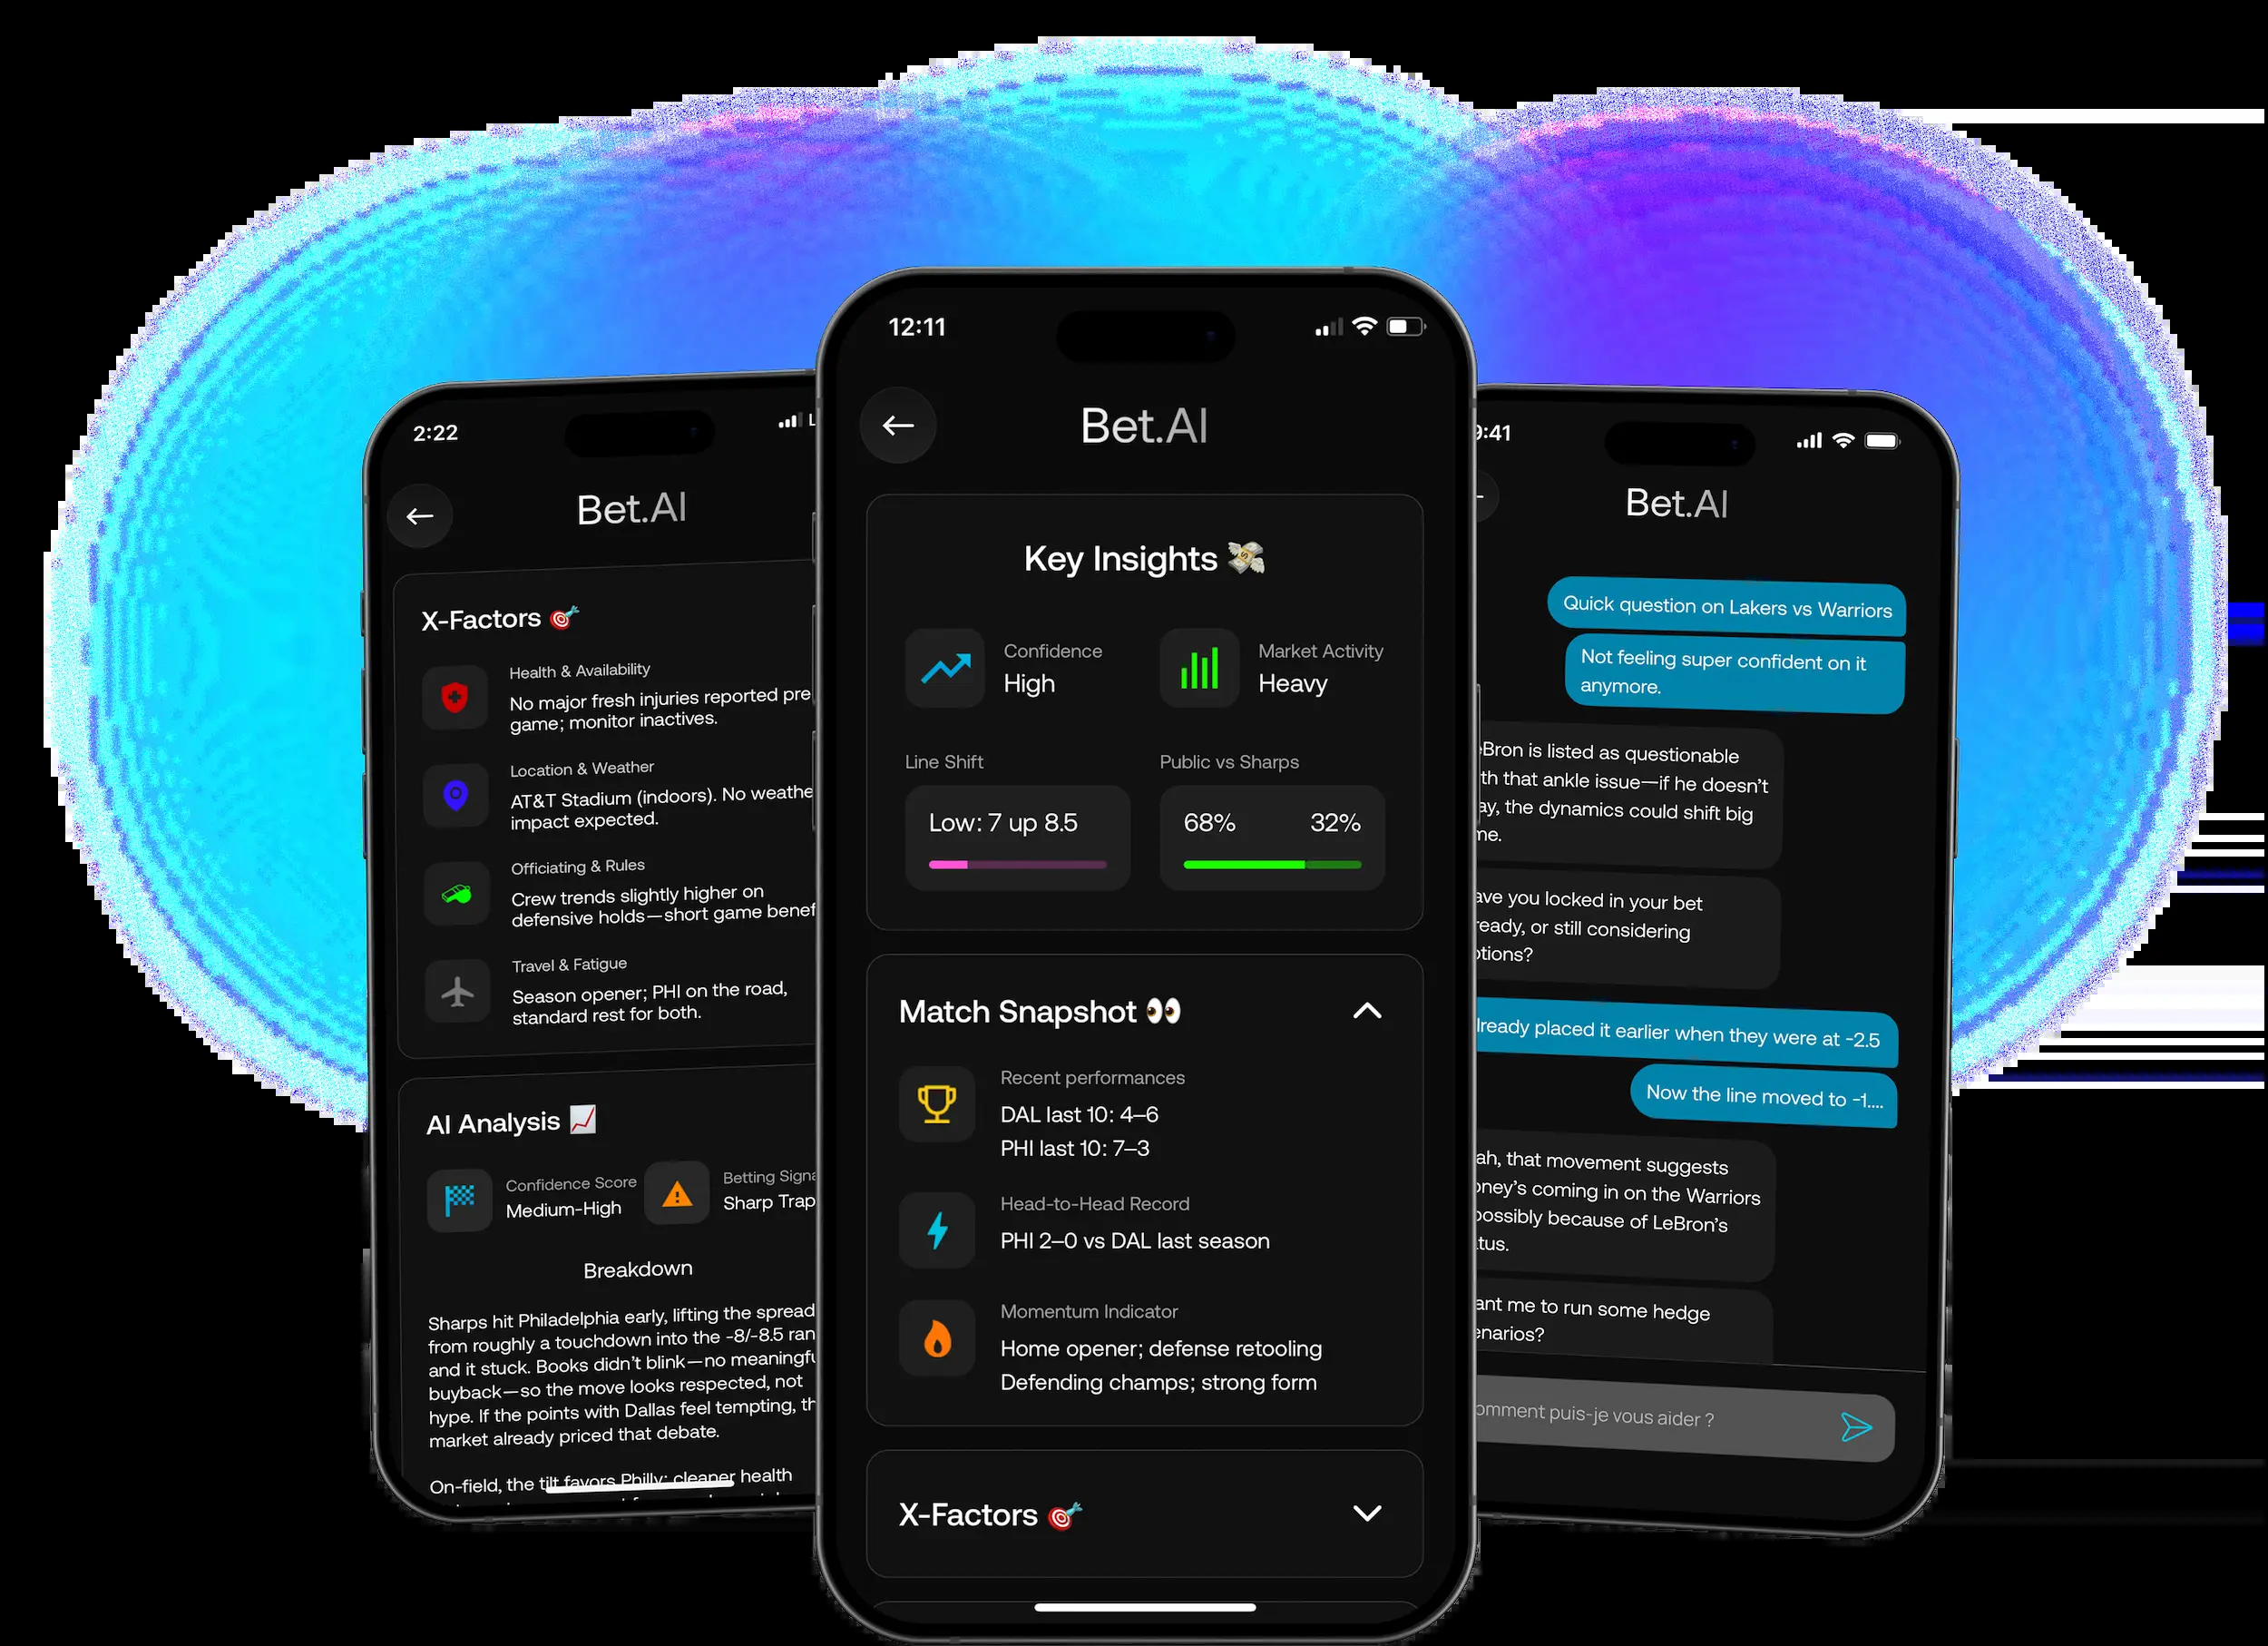 2:22
Bet.AI
X-Factors
Health & Availability
No major fresh injuries reported pre
game; monitor inactives.
Location & Weather
AT&T Stadium (indoors). No weathe
impact expected.
Officiating & Rules
Crew trends slightly higher on
defensive holds—short game benef
Travel & Fatigue
Season opener; PHI on the road,
standard rest for both.
AI Analysis
Confidence Score
Medium-High
Betting Signa
Sharp Trap
Breakdown
Sharps hit Philadelphia early, lifting the spread
from roughly a touchdown into the -8/-8.5 ran
and it stuck. Books didn't blink—no meaningfu
buyback—so the move looks respected, not
hype. If the points with Dallas feel tempting, th
market already priced that debate.
On-field, the tilt favors Philly: cleaner health
12:11
Bet.AI
Key Insights
Confidence
High
Market Activity
Heavy
Line Shift
Low: 7 up 8.5
Public vs Sharps
68% 32%
Match Snapshot
Recent performances
DAL last 10: 4–6
PHI last 10: 7–3
Head-to-Head Record
PHI 2–0 vs DAL last season
Momentum Indicator
Home opener; defense retooling
Defending champs; strong form
X-Factors
9:41
Bet.AI
Quick question on Lakers vs Warriors
Not feeling super confident on it
anymore.
eBron is listed as questionable
th that ankle issue—if he doesn't
ay, the dynamics could shift big
me.
ave you locked in your bet
ready, or still considering
otions?
lready placed it earlier when they were at -2.5
Now the line moved to -1....
ah, that movement suggests
oney's coming in on the Warriors
possibly because of LeBron's
tus.
ant me to run some hedge
enarios?
omment puis-je vous aider ?